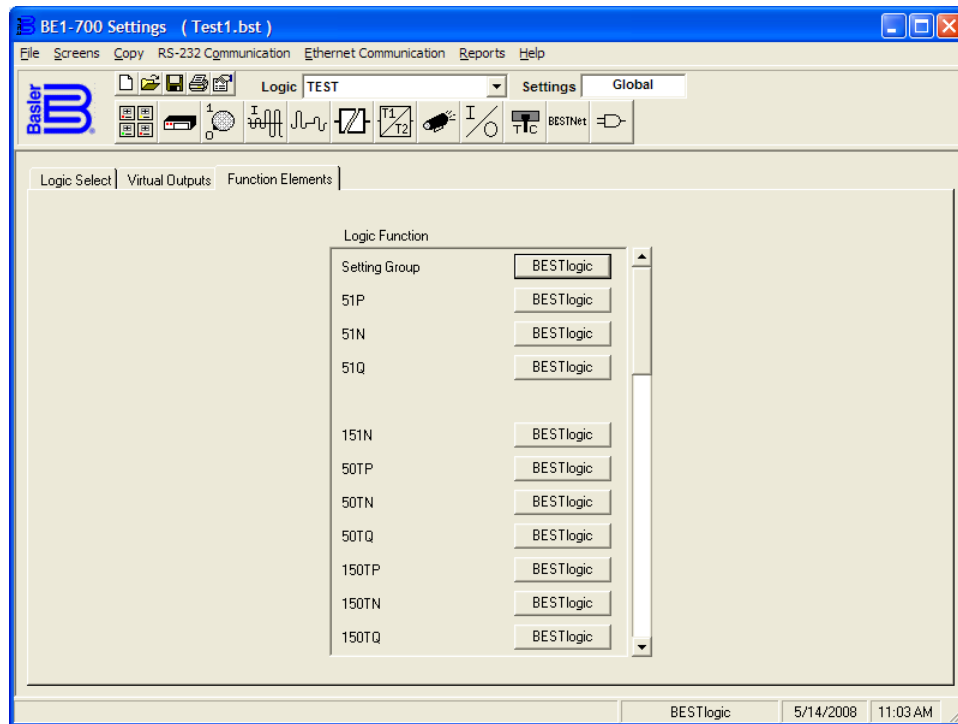 BE1-700 Settings ( Test1.bst )
File Screens Copy RS-232 Communication Ethernet Communication Reports Help
Basler
Logic TEST Settings Global
1 0 I T1 T2 I O T C BESTNet
Logic Select Virtual Outputs Function Elements
Logic Function
Setting Group BESTlogic
51P BESTlogic
51N BESTlogic
51Q BESTlogic
151N BESTlogic
50TP BESTlogic
50TN BESTlogic
50TQ BESTlogic
150TP BESTlogic
150TN BESTlogic
150TQ BESTlogic
BESTlogic 5/14/2008 11:03 AM